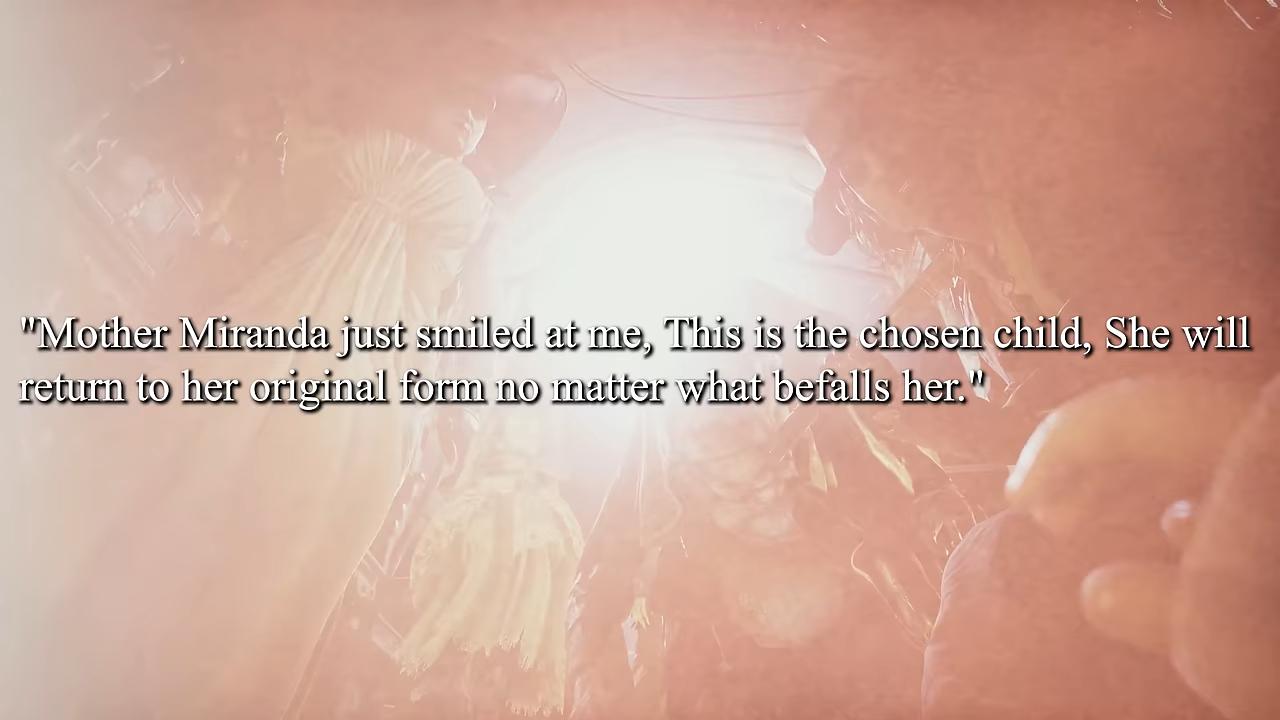 "Mother Miranda just smiled at me, This is the chosen child, She will
return to her original form no matter what befalls her."